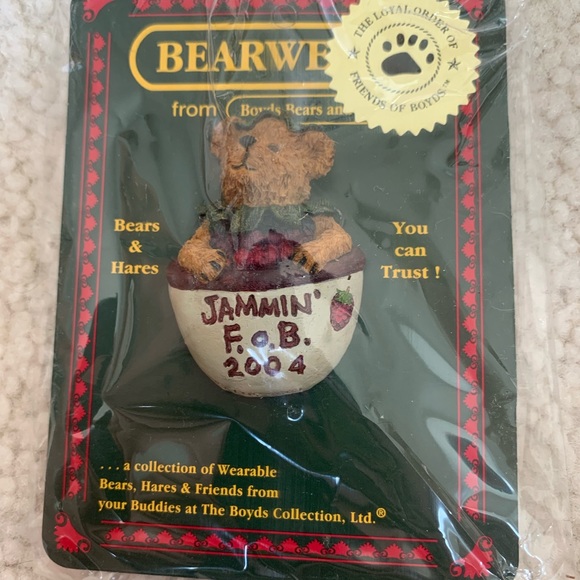 BEARWE
THE LOYAL ORDER OF
FRIENDS OF BOYDS™
from Boyds Bears and
Bears
&
Hares
You
can
Trust !
JAMMIN'
F.o.B.
2004
. . . a collection of Wearable
Bears, Hares & Friends from
your Buddies at The Boyds Collection, Ltd.®